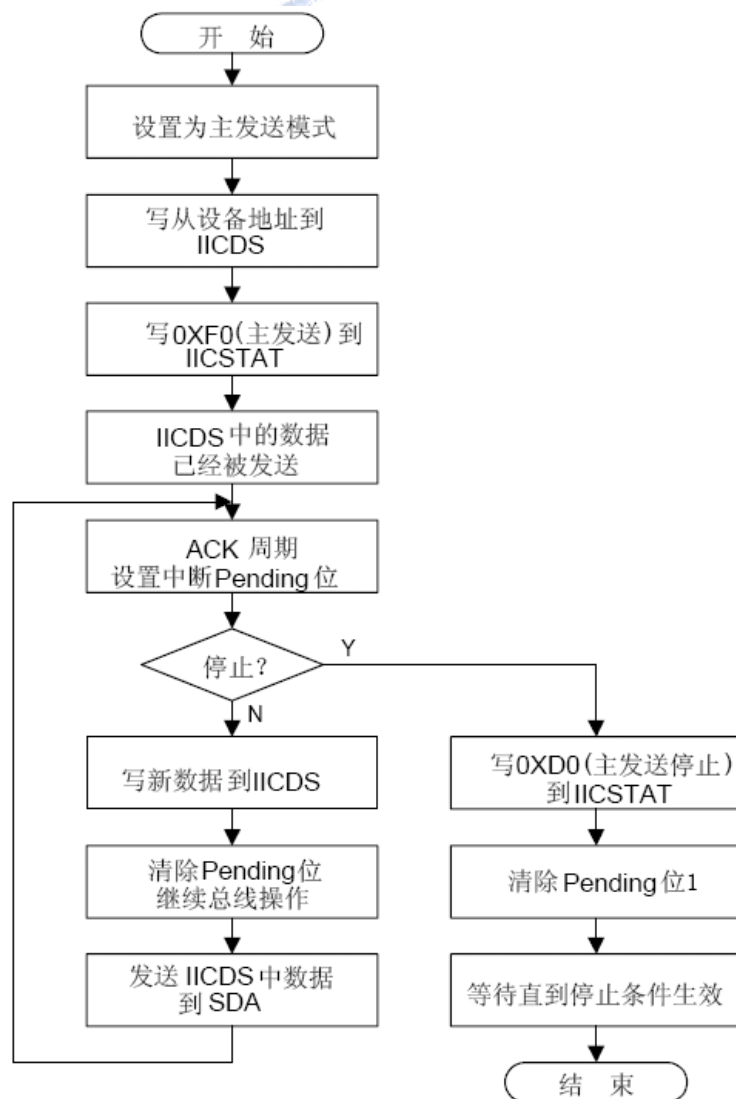 开 始
设置为主发送模式
写从设备地址到
IICDS
写0XF0(主发送)到
IICSTAT
IICDS中的数据
已经被发送
ACK 周期
设置中断Pending位
停止?
Y
N
写新数据到IICDS
清除Pending位
继续总线操作
发送 IICDS 中数据
到 SDA
写0XD0(主发送停止)
到IICSTAT
清除 Pending 位1
等待直到停止条件生效
结 束